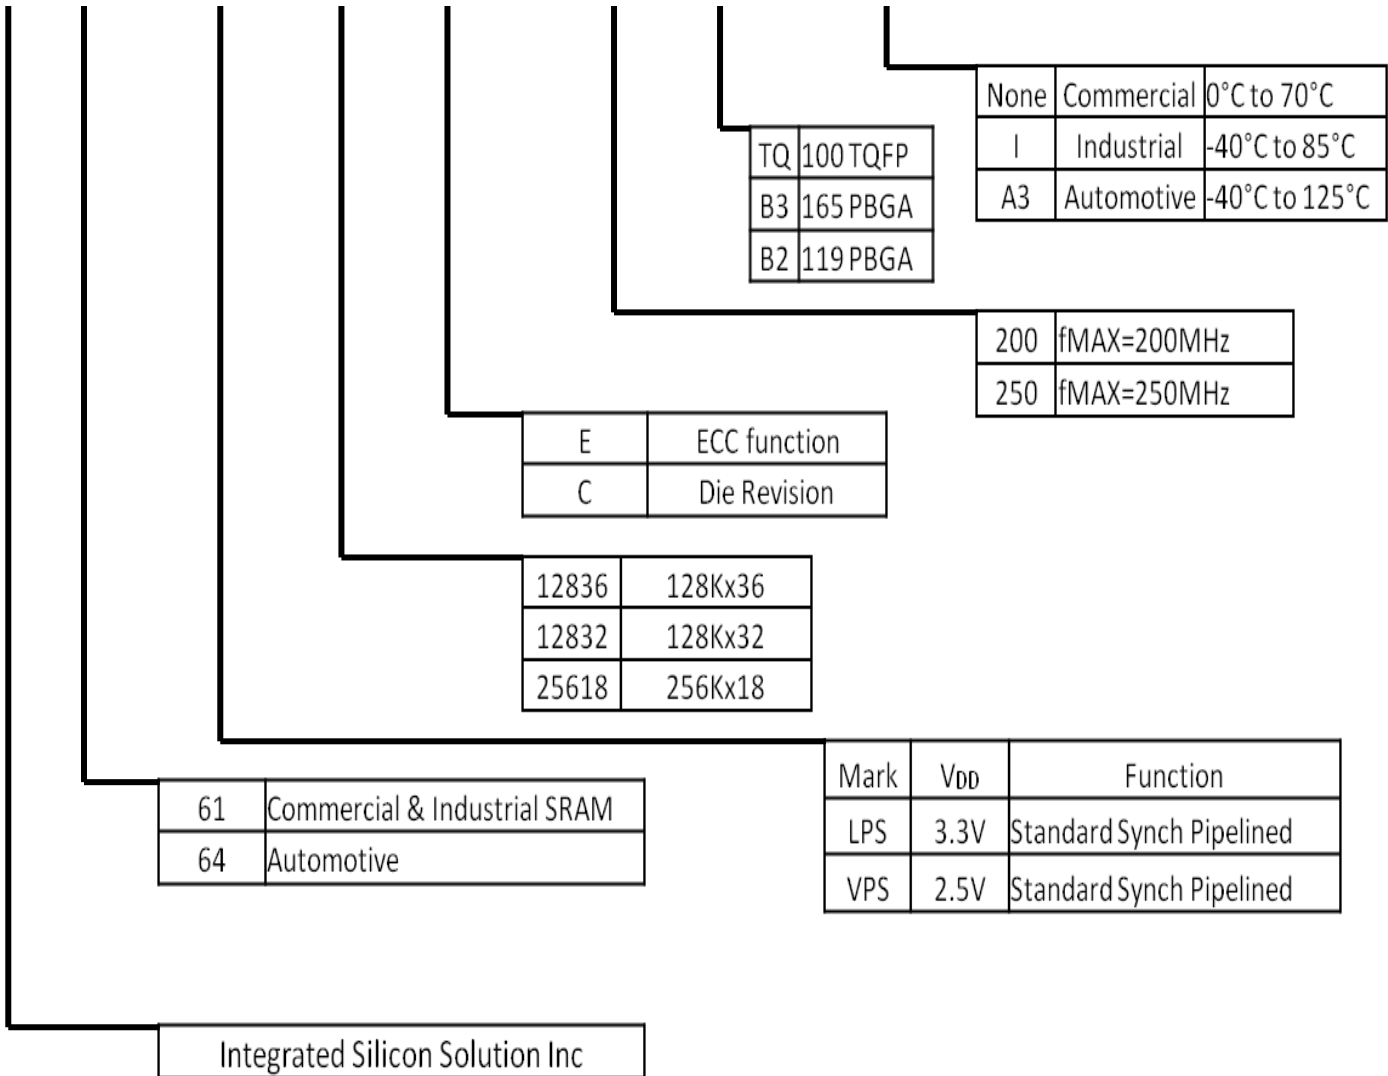 None Commercial 0°C to 70°C
I Industrial -40°C to 85°C
A3 Automotive -40°C to 125°C
TQ 100 TQFP
B3 165 PBGA
B2 119 PBGA
200 fMAX=200MHz
250 fMAX=250MHz
E ECC function
C Die Revision
12836 128Kx36
12832 128Kx32
25618 256Kx18
Mark VDD Function
LPS 3.3V Standard Synch Pipelined
VPS 2.5V Standard Synch Pipelined
61 Commercial & Industrial SRAM
64 Automotive
Integrated Silicon Solution Inc